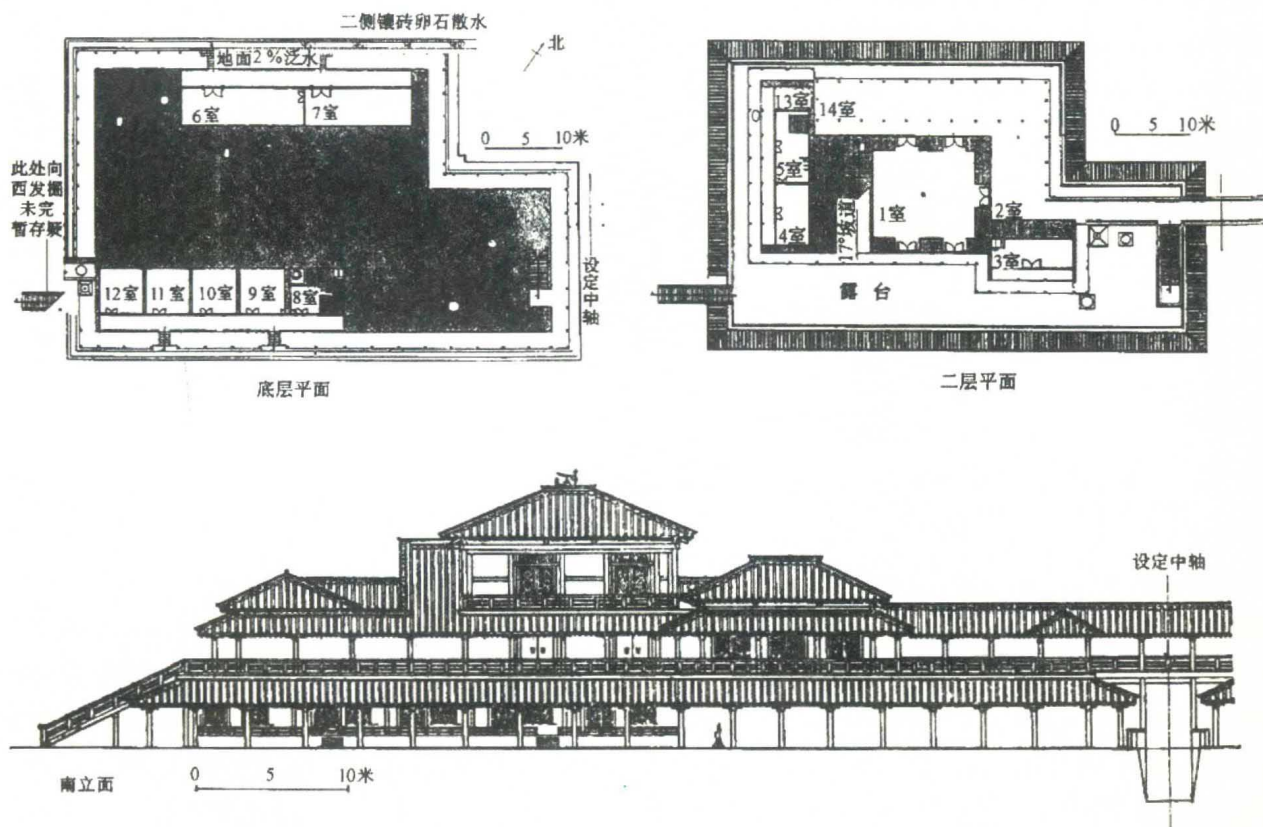 二侧镶砖卵石散水
北
地面2%泛水
6室
7室
0 5 10米
此处向
西发掘
未完
暂存疑
设定中轴
12室
11室
10室
9室
8室
底层平面
13室
14室
0 5 10米
5室
1室
2室
4室
17°坡道
3室
露台
二层平面
设定中轴
南立面
0 5 10米